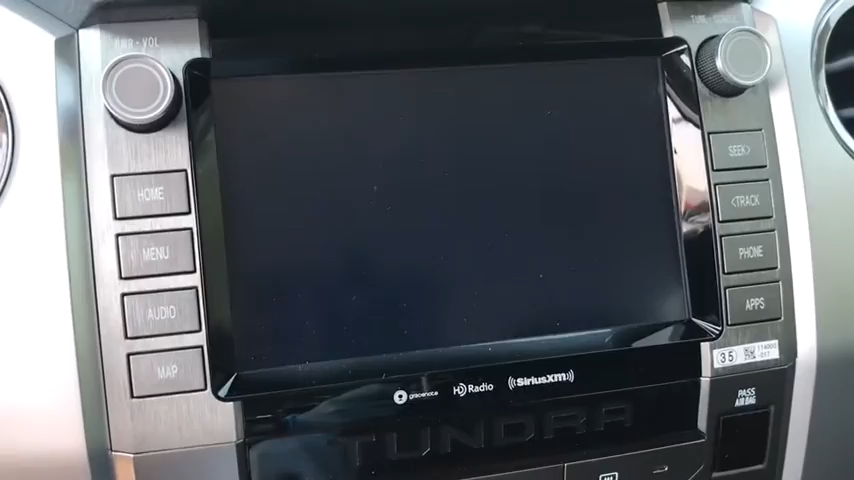 PWR•VOL
TUNE•SCROLL
HOME
MENU
AUDIO
MAP
SEEK>
<TRACK
PHONE
APPS
35
gracenote
HD Radio
((SiriusXM))
PASS
AIR BAG
TUNDRA